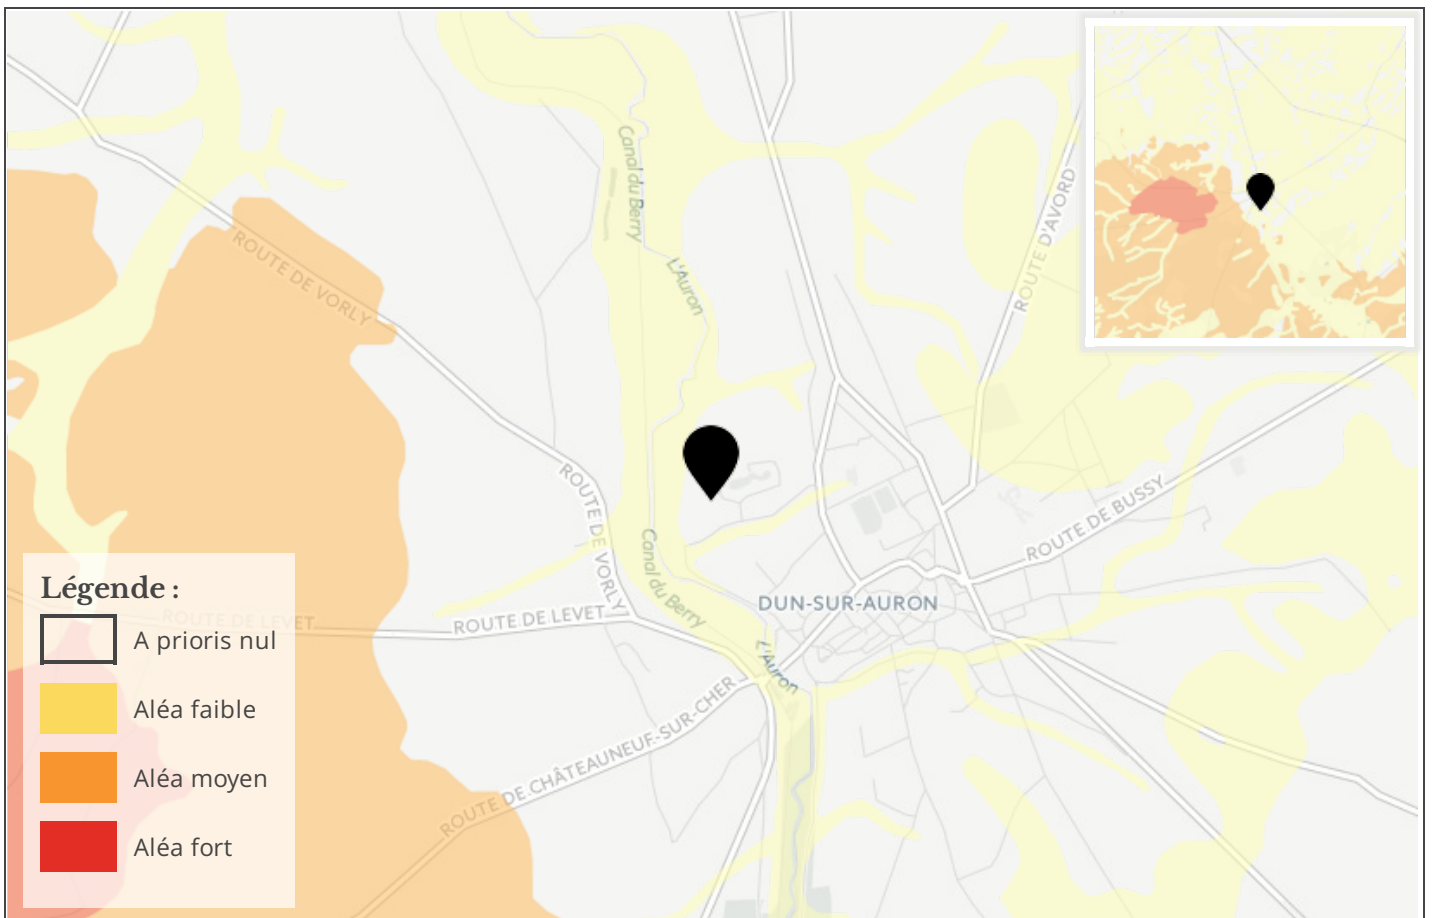 Canal du Berry
L'Auron
ROUTE D'AVORD
ROUTE DE VORLY
ROUTE DE VORLY
Canal du Berry
ROUTE DE BUSSY
DUN-SUR-AURON
ROUTE DE LEVET
ROUTE DE LEVET
L'Auron
ROUTE DE CHÂTEAUNEUF-SUR-CHER
Légende :
A prioris nul
Aléa faible
Aléa moyen
Aléa fort